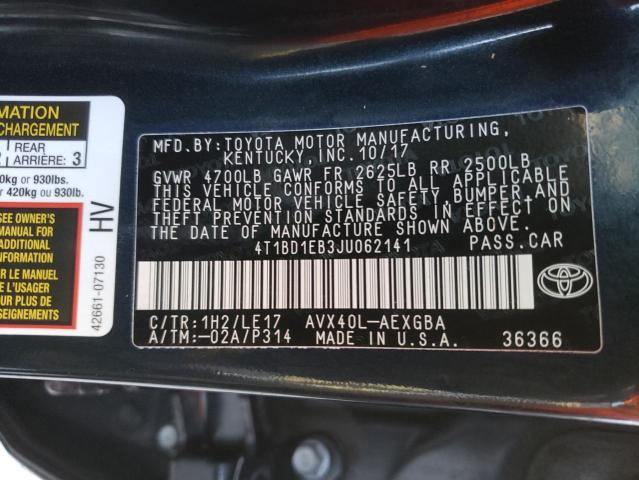 MATION
CHARGEMENT
REAR
ARRIÈRE: 3
0kg or 930lbs.
r 420kg ou 930lb.
SEE OWNER'S
MANUAL FOR
ADDITIONAL
R LE MANUEL
L'USAGER
POUR PLUS DE
SEIGNEMENTS
HV
42661-07130
MFD. BY: TOYOTA MOTOR MANUFACTURING,
KENTUCKY, INC. 10/17
GVWR 4700LB GAWR FR 2625LB RR 2500LB
THIS VEHICLE CONFORMS TO ALL APPLICABLE
FEDERAL MOTOR VEHICLE SAFETY, BUMPER, AND
THEFT PREVENTION STANDARDS IN EFFECT ON
THE DATE OF MANUFACTURE SHOWN ABOVE.
4T1BD1EB3JU062141 PASS. CAR
C/TR: 1H2/LE17 AVX40L-AEXGBA
A/TM: -02A/P314 MADE IN U.S.A. 36366
TOYOTA